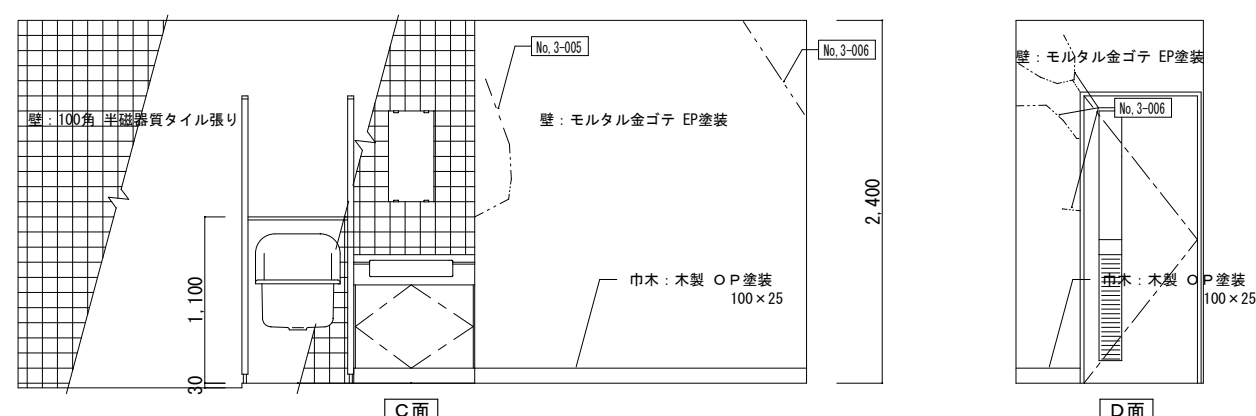 No,3-005
No,3-006
壁：モルタル金ゴテ EP塗装
No,3-006
壁：100角 半磁器質タイル張り
壁：モルタル金ゴテ EP塗装
2,400
1,100
巾木：木製 ＯＰ塗装
100×25
巾木：木製 ＯＰ塗装
100×25
30
C面
D面